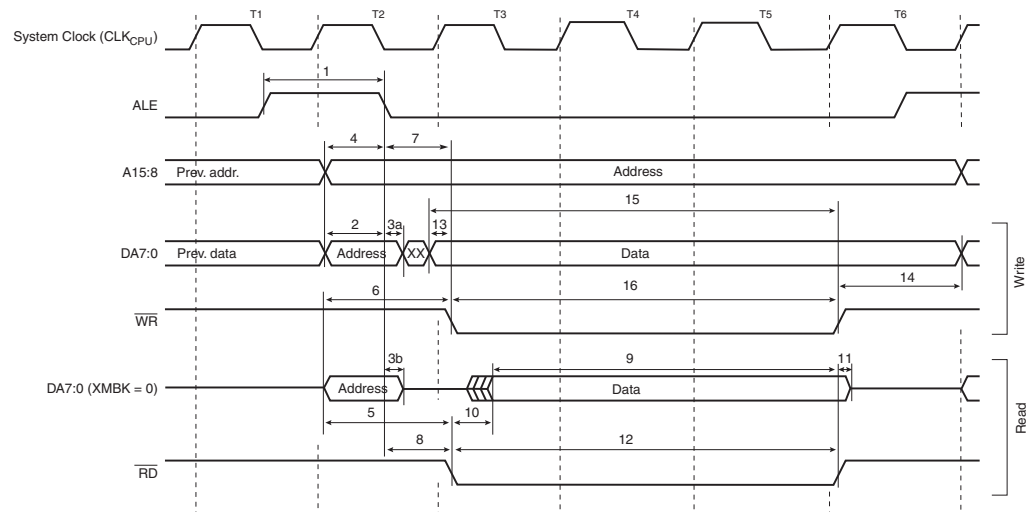 T1 T2 T3 T4 T5 T6
System Clock (CLKCPU)
1
ALE
4 7
A15:8 Prev. addr. Address
15
2 3a 13
DA7:0 Prev. data Address XX Data
14
6 16
WR
Write
3b 9 11
DA7:0 (XMBK = 0) Address Data
5 10
Read
8 12
RD